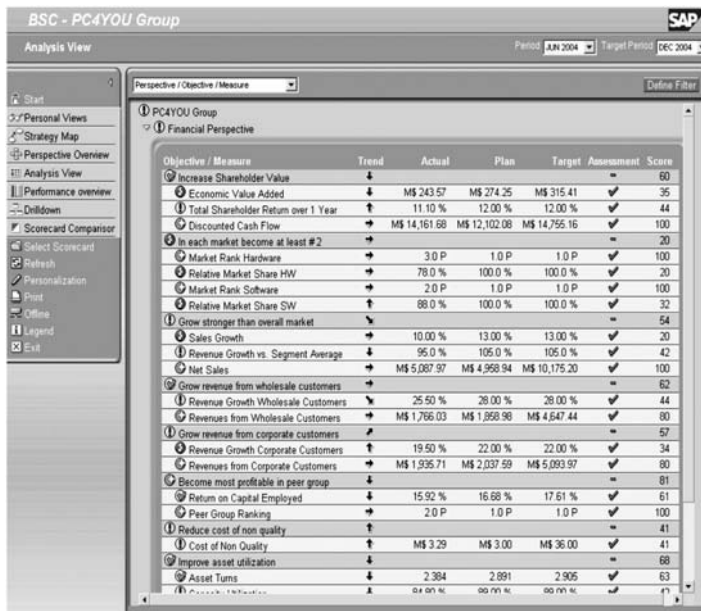 BSC - PC4YOU Group
SAP
Analysis View
Period JUN 2004 Target Period DEC 2004
Perspective / Objective / Measure
Define Filter
Start
Personal Views
Strategy Map
Perspective Overview
Analysis View
Performance overview
Drilldown
Scorecard Comparisor
Select Scorecard
Refresh
Personalization
Print
Offline
Legend
Exit
PC4YOU Group
Financial Perspective
Objective / Measure Trend Actual Plan Target Assessment Score
Increase Shareholder Value 60
Economic Value Added M$ 243.57 M$ 274.25 M$ 315.41 35
Total Shareholder Return over 1 Year 11.10 % 12.00 % 12.00 % 44
Discounted Cash Flow M$ 14,161.68 M$ 12,102.08 M$ 14,755.16 100
In each market become at least #2 20
Market Rank Hardware 3.0 P 1.0 P 1.0 P 100
Relative Market Share HW 78.0 % 100.0 % 100.0 % 20
Market Rank Software 2.0 P 1.0 P 1.0 P 100
Relative Market Share SW 88.0 % 100.0 % 100.0 % 32
Grow stronger than overall market 54
Sales Growth 10.00 % 13.00 % 13.00 % 20
Revenue Growth vs. Segment Average 95.0 % 105.0 % 105.0 % 42
Net Sales M$ 5,087.97 M$ 4,958.94 M$ 10,175.20 100
Grow revenue from wholesale customers 62
Revenue Growth Wholesale Customers 25.50 % 28.00 % 28.00 % 44
Revenues from Wholesale Customers M$ 1,766.03 M$ 1,858.98 M$ 4,647.44 80
Grow revenue from corporate customers 57
Revenue Growth Corporate Customers 19.50 % 22.00 % 22.00 % 34
Revenues from Corporate Customers M$ 1,935.71 M$ 2,037.59 M$ 5,093.97 80
Become most profitable in peer group 81
Return on Capital Employed 15.92 % 16.68 % 17.61 % 61
Peer Group Ranking 2.0 P 1.0 P 1.0 P 100
Reduce cost of non quality 41
Cost of Non Quality M$ 3.29 M$ 3.00 M$ 36.00 41
Improve asset utilization 68
Asset Turns 2.384 2.891 2.905 63